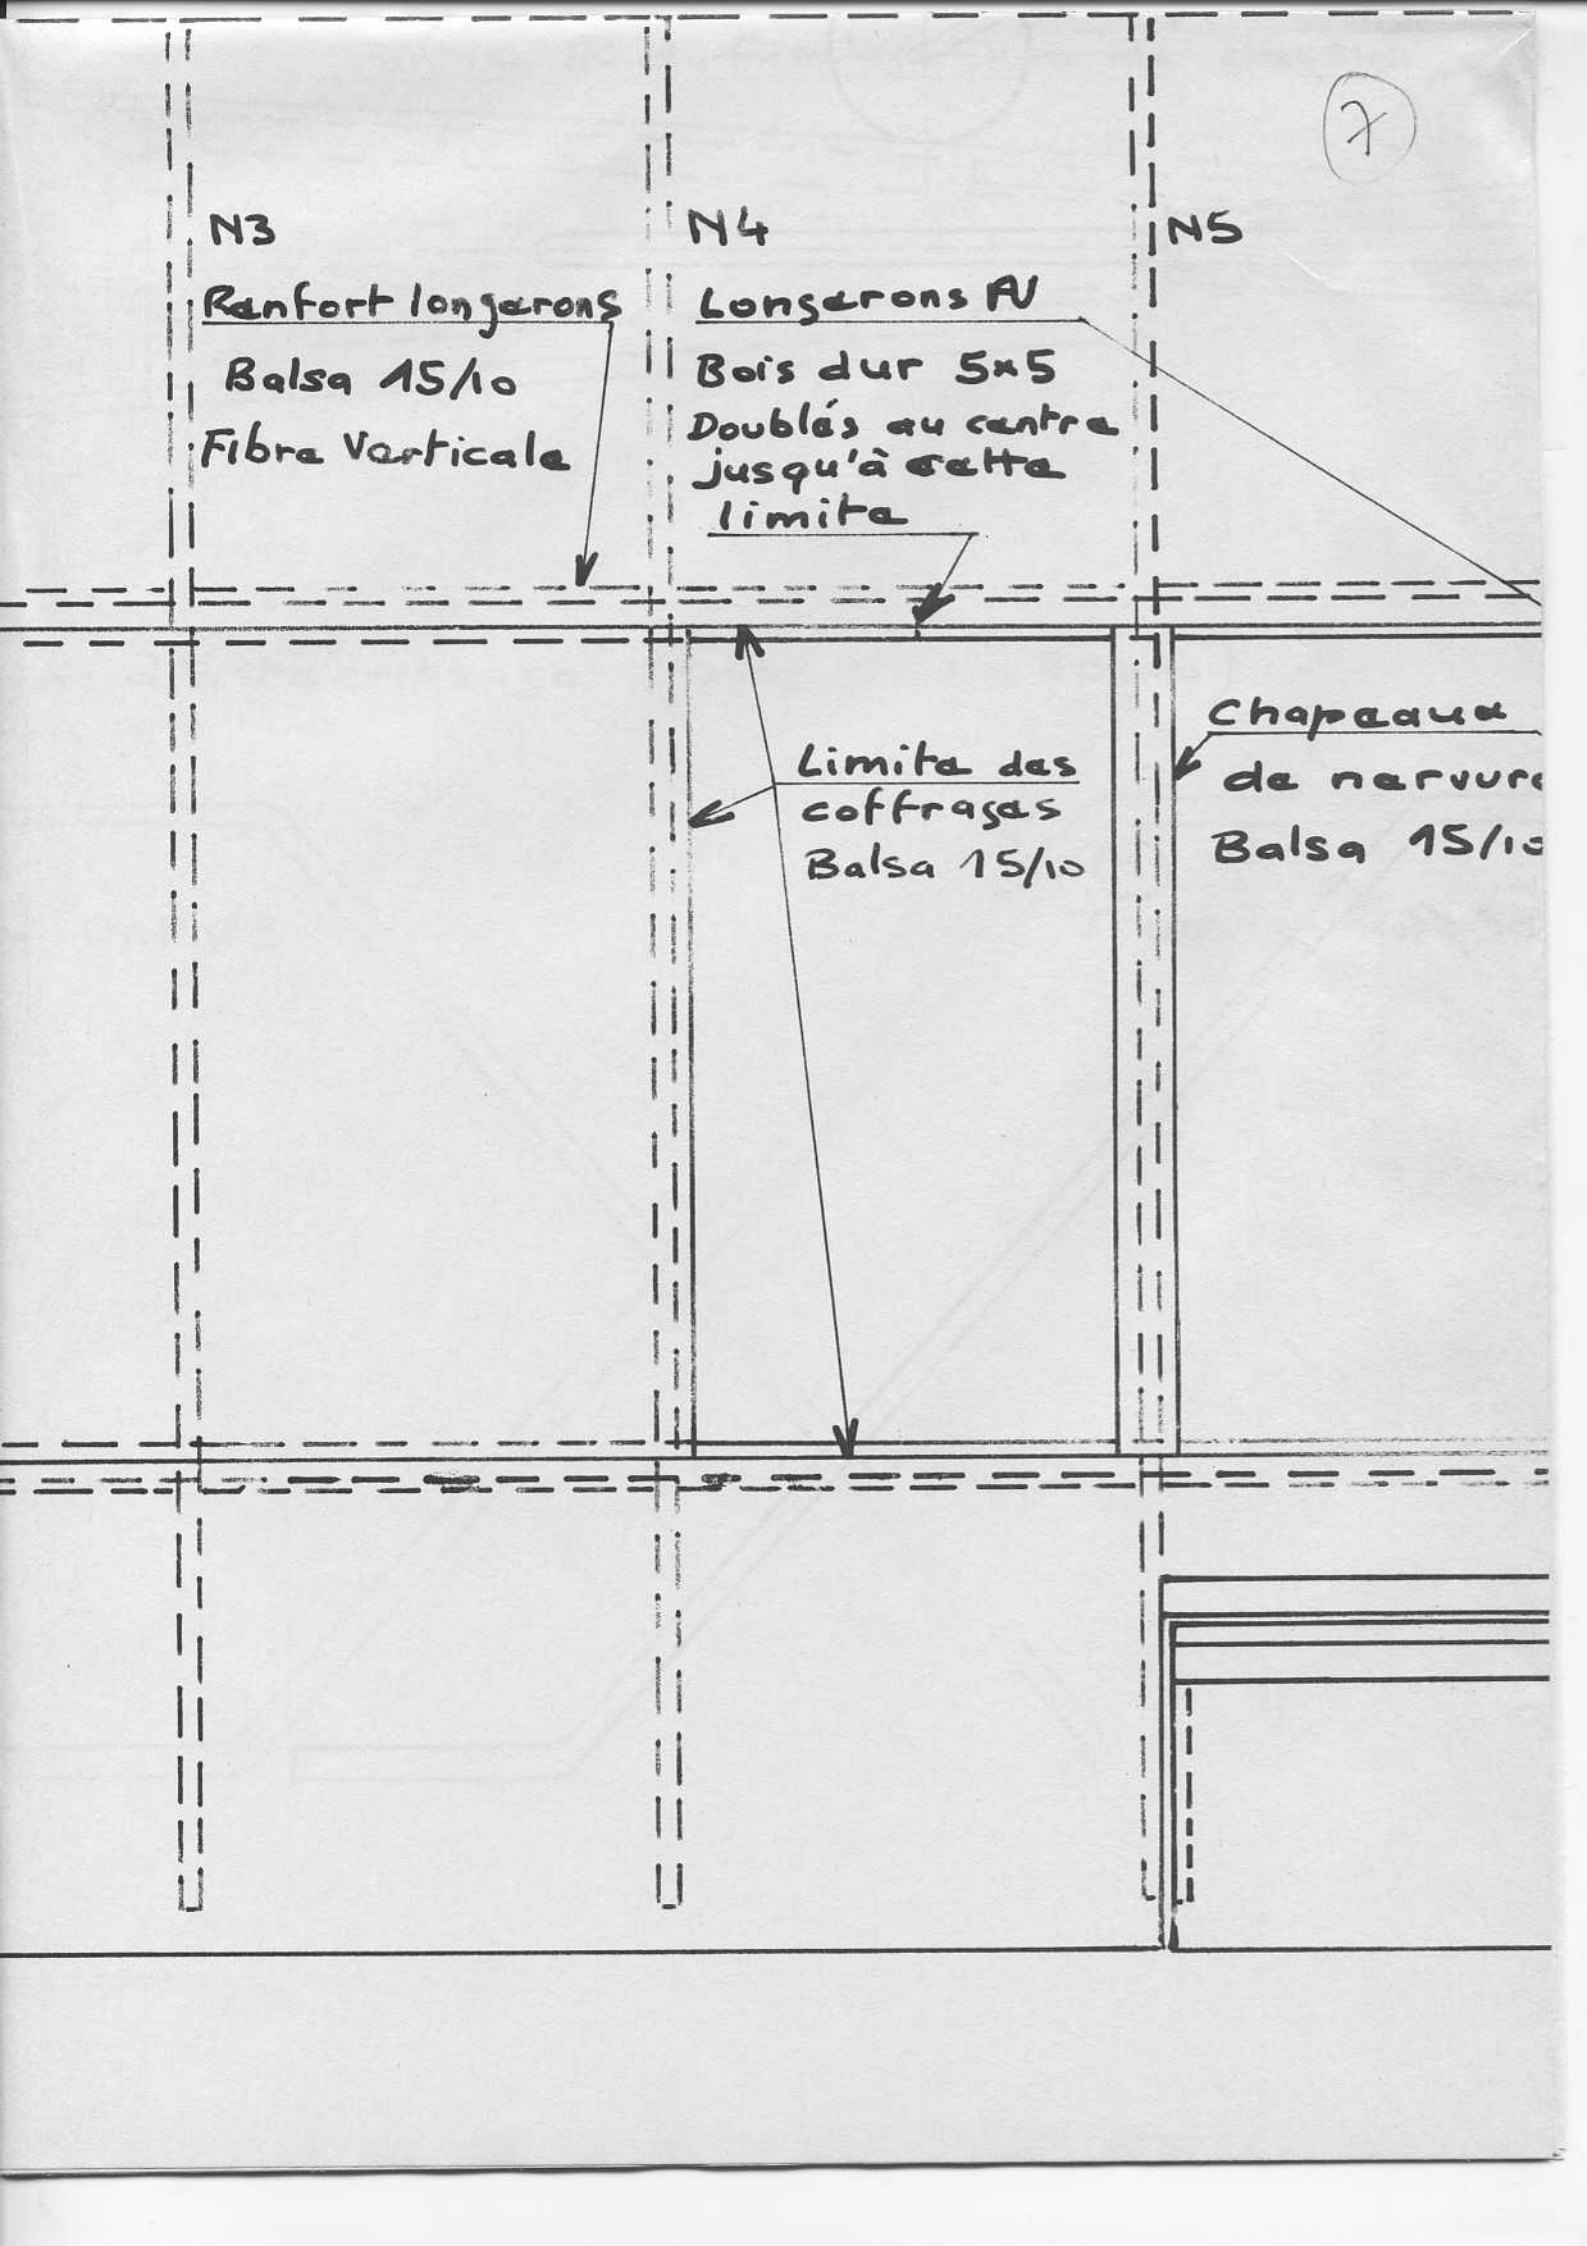 7
N3
N4
N5
Renfort longerons
Balsa 15/10
Fibre Verticale
Longerons AV
Bois dur 5x5
Doublés au centre
jusqu'à cette
limite
Limite des
coffrages
Balsa 15/10
Chapeaux
de nervure
Balsa 15/10